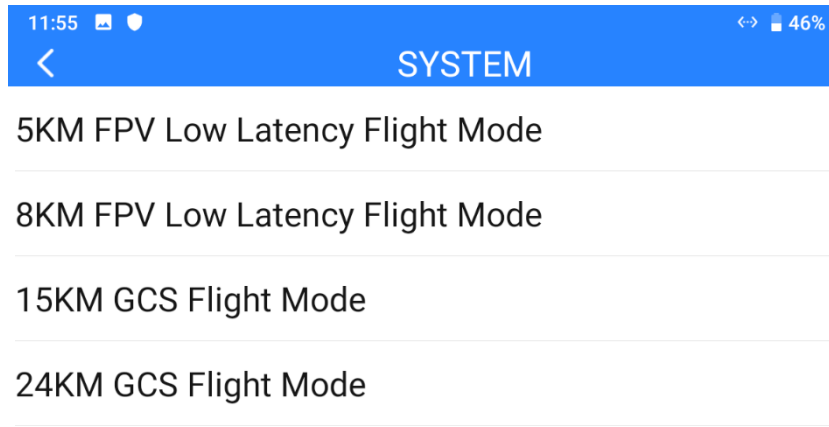 11:55 46%
SYSTEM
5KM FPV Low Latency Flight Mode
8KM FPV Low Latency Flight Mode
15KM GCS Flight Mode
24KM GCS Flight Mode